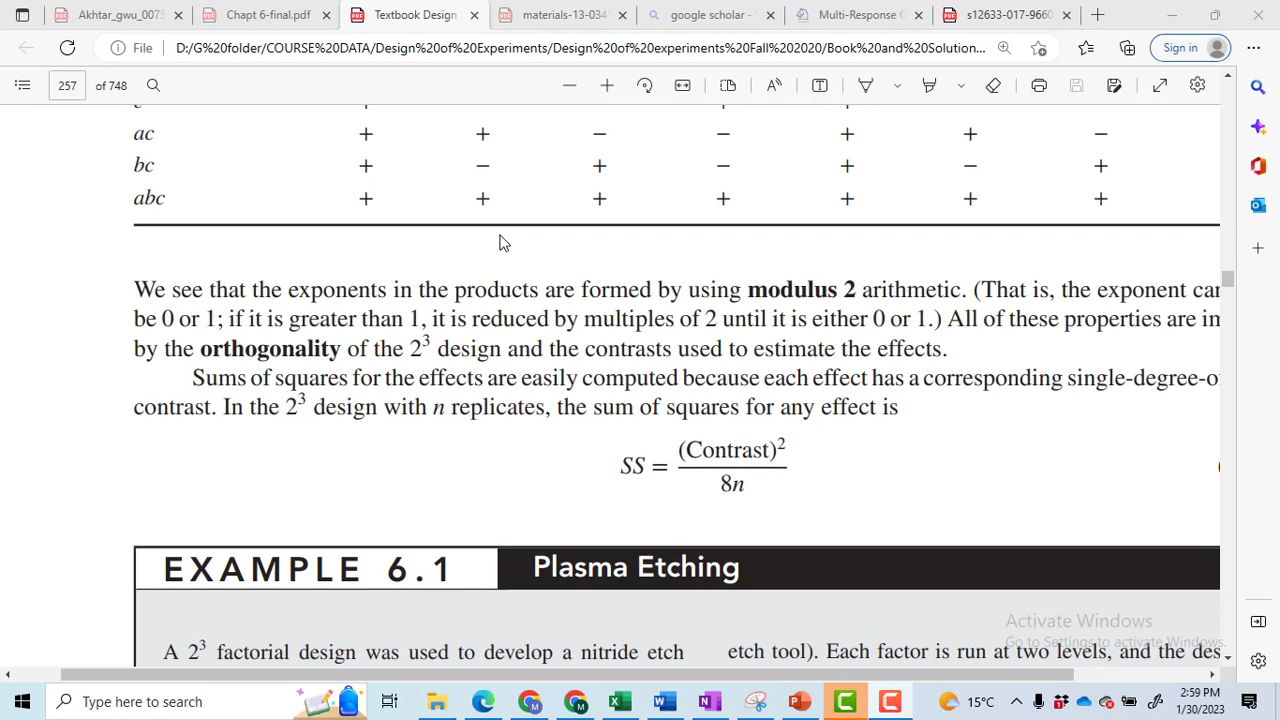 Akhtar_gwu_0075 Chapt 6-final.pdf Textbook Design materials-13-034 google scholar - Multi-Response C s12633-017-966
File D:/G%20folder/COURSE%20DATA/Design%20of%20Experiments/Design%20of%20experiments%20Fall%202020/Book%20and%20Solution... Sign in
257 of 748
ac + + − − + + −
bc + − + − + − +
abc + + + + + + +
We see that the exponents in the products are formed by using modulus 2 arithmetic. (That is, the exponent can
be 0 or 1; if it is greater than 1, it is reduced by multiples of 2 until it is either 0 or 1.) All of these properties are im
by the orthogonality of the 2³ design and the contrasts used to estimate the effects.
Sums of squares for the effects are easily computed because each effect has a corresponding single-degree-o
contrast. In the 2³ design with n replicates, the sum of squares for any effect is
SS = (Contrast)² / 8n
EXAMPLE 6.1 Plasma Etching
A 2³ factorial design was used to develop a nitride etch
etch tool). Each factor is run at two levels, and the des
Activate Windows
Go to Settings to activate Windows.
Type here to search 15°C 2:59 PM
1/30/2023